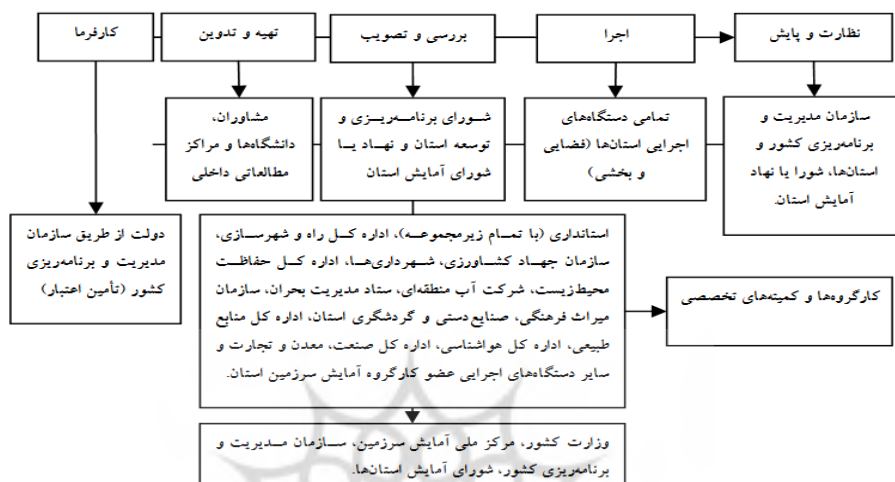 کارفرما
تهیه و تدوین
بررسی و تصویب
اجرا
نظارت و پایش
مشاوران،
دانشگاه‌ها و مراکز
مطالعاتی داخلی
شورای برنامه‌ریزی و
توسعه استان و نهاد یا
شورای آمایش استان
تمامی دستگاه‌های
اجرایی استان‌ها (فضایی
و بخشی)
سازمان مدیریت و
برنامه‌ریزی کشور و
استان‌ها، شورا یا نهاد
آمایش استان.
دولت از طریق سازمان
مدیریت و برنامه‌ریزی
کشور (تأمین اعتبار)
استانداری (با تمام زیرمجموعه)، اداره کل راه و شهرسازی،
سازمان جهاد کشاورزی، شهرداری‌ها، اداره کل حفاظت
محیط‌زیست، شرکت آب منطقه‌ای، ستاد مدیریت بحران، سازمان
میراث فرهنگی، صنایع‌دستی و گردشگری استان، اداره کل منابع
طبیعی، اداره کل هواشناسی، اداره کل صنعت، معدن و تجارت و
سایر دستگاه‌های اجرایی عضو کارگروه آمایش سرزمین استان.
کارگروه‌ها و کمیته‌های تخصصی
وزارت کشور، مرکز ملی آمایش سرزمین، سازمان مدیریت و
برنامه‌ریزی کشور، شورای آمایش استان‌ها.